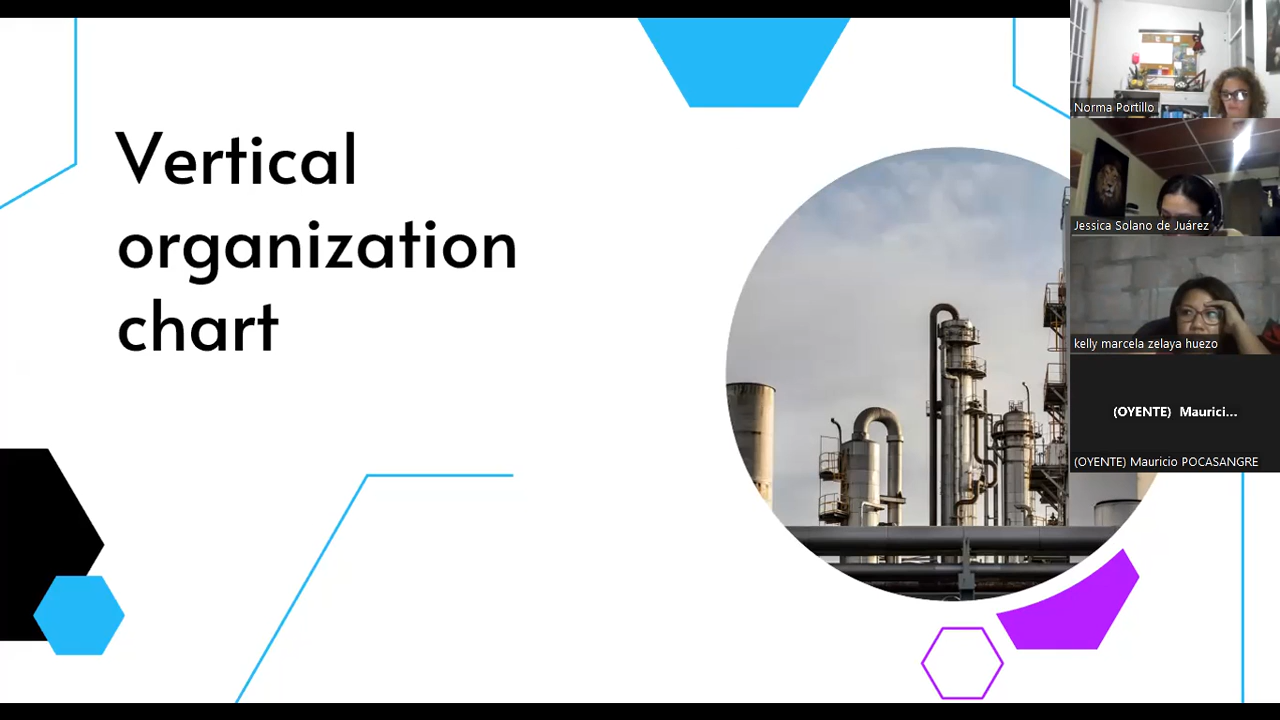 Vertical
organization
chart
Norma Portillo
Jessica Solano de Juárez
kelly marcela zelaya huezo
(OYENTE) Maurici...
(OYENTE) Mauricio POCASANGRE